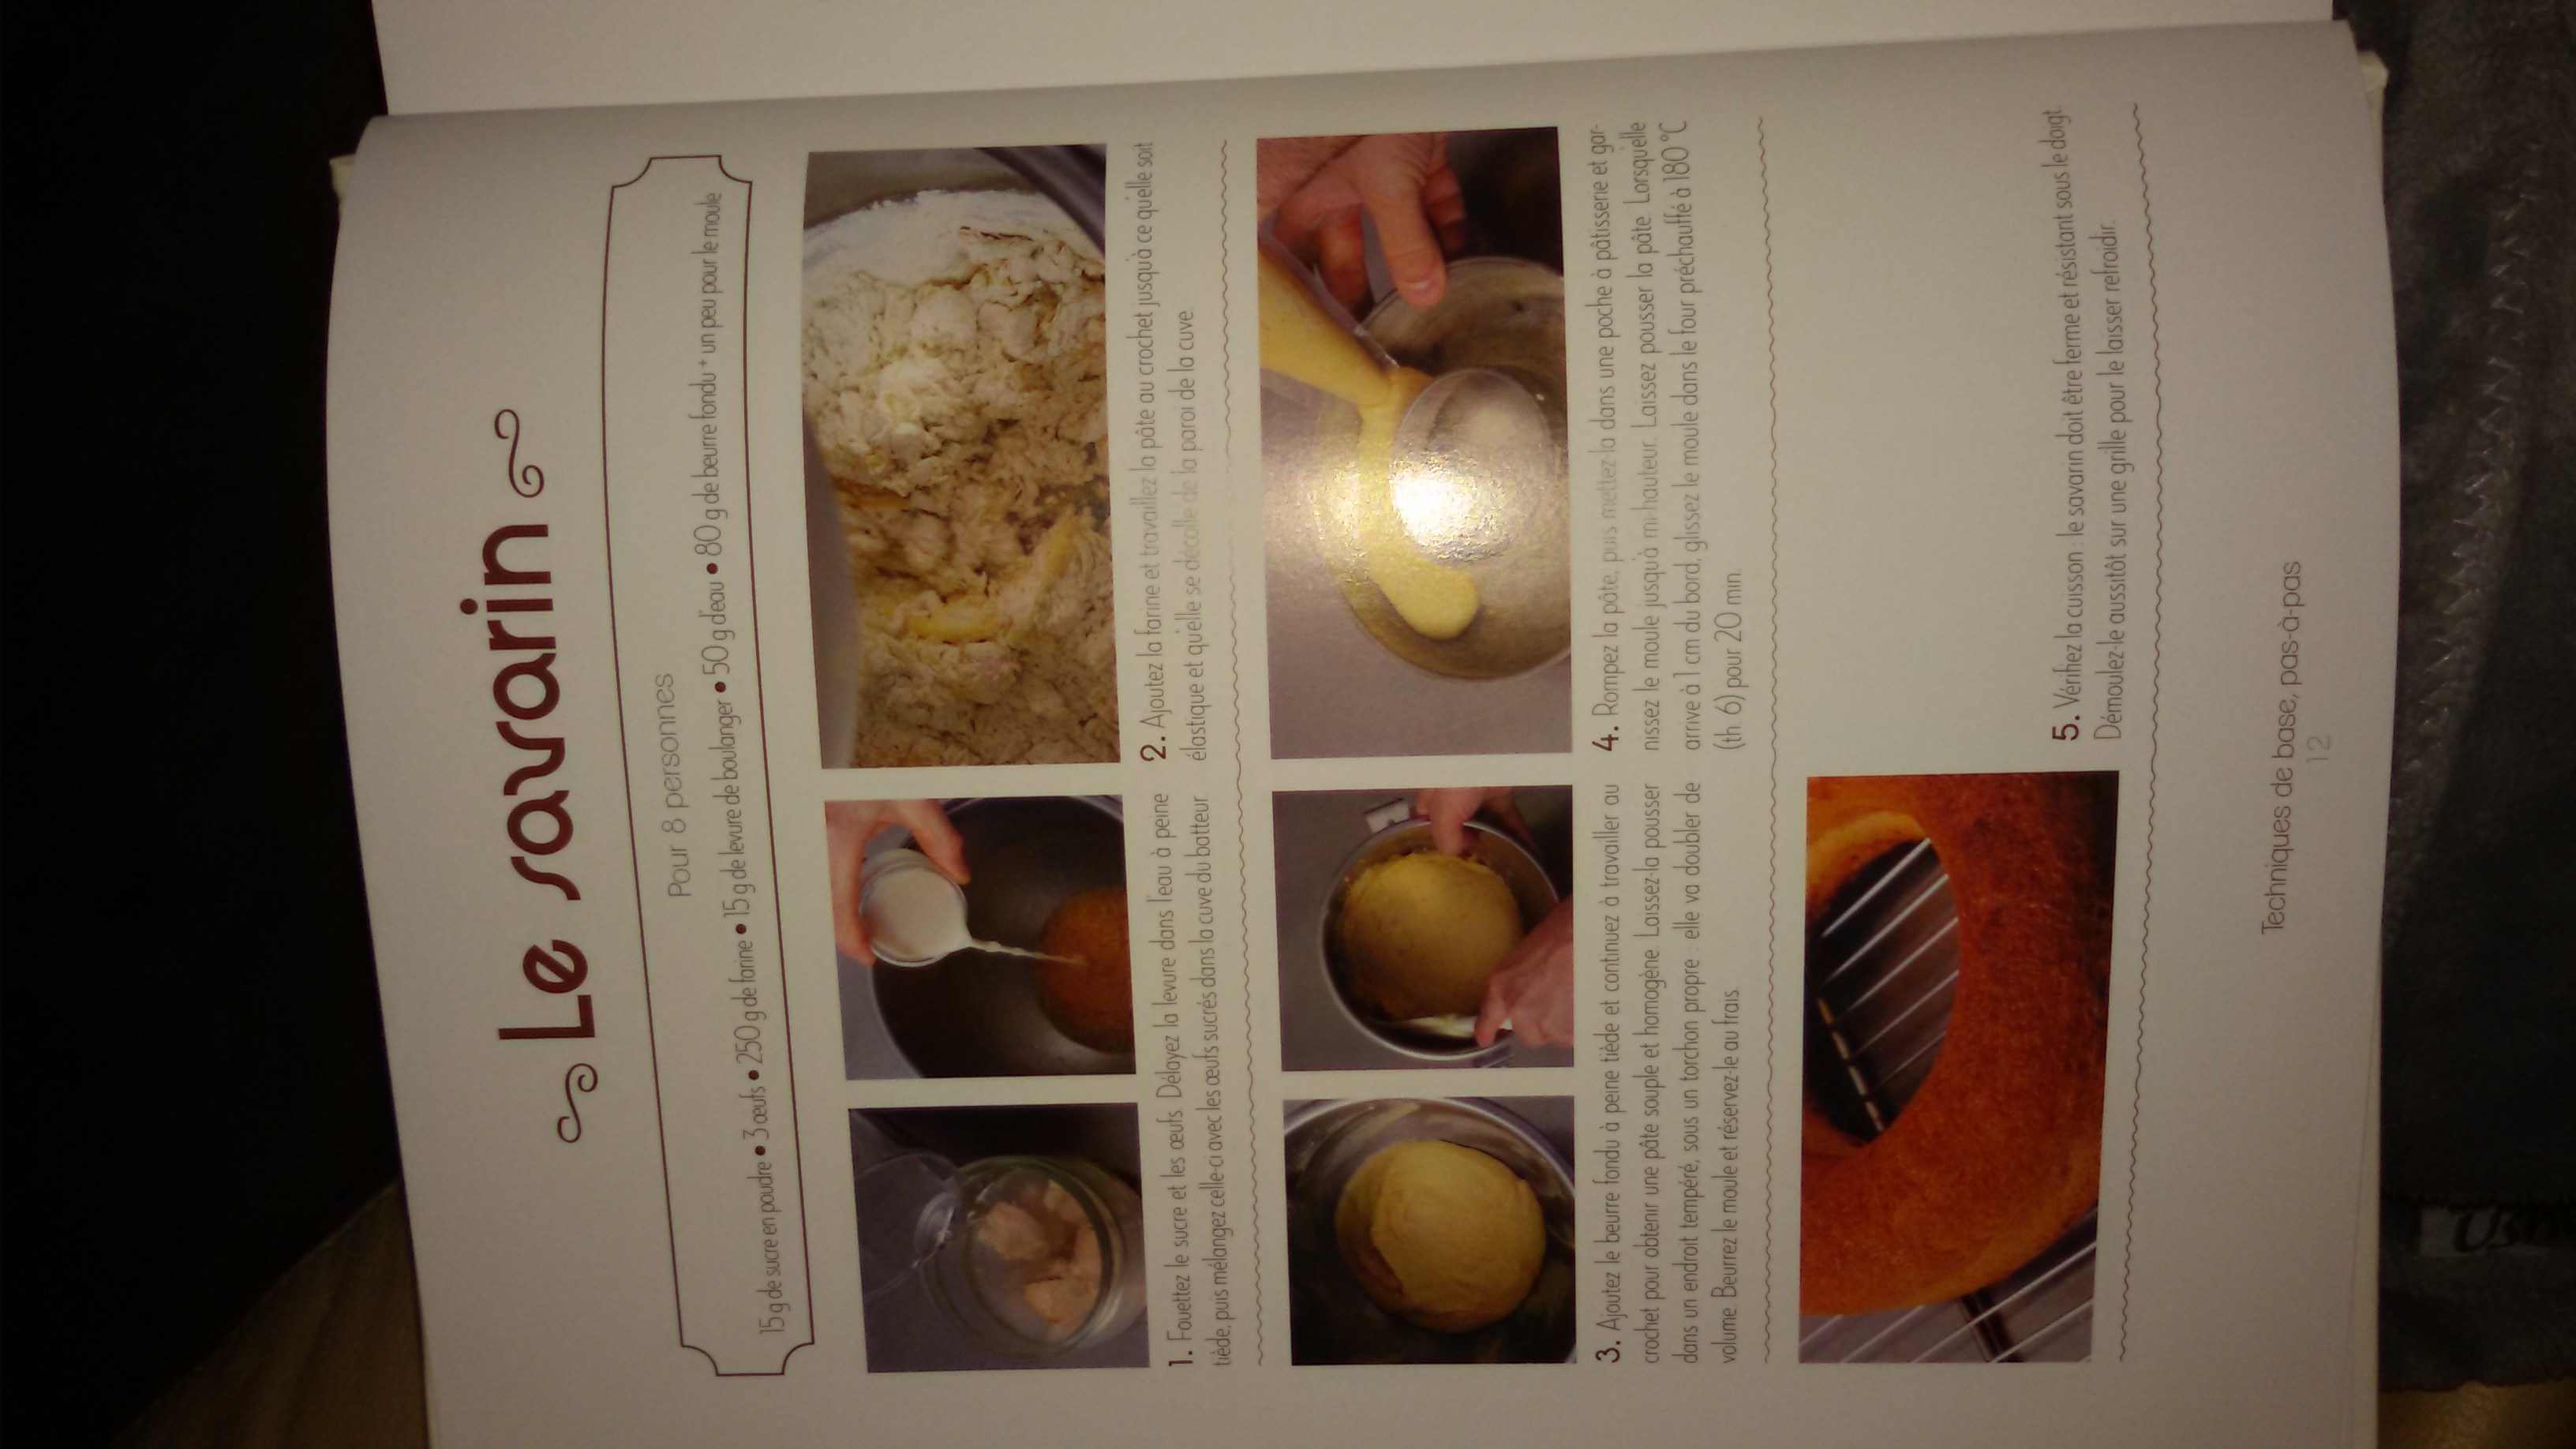 Le savarin
Pour 8 personnes
15 g de sucre en poudre • 3 œufs • 250 g de farine • 15 g de levure de boulanger • 50 g d'eau • 80 g de beurre fondu + un peu pour le moule
1. Fouettez le sucre et les œufs. Délayez la levure dans l'eau à peine
tiède, puis mélangez celle-ci avec les œufs sucrés dans la cuve du batteur.
2. Ajoutez la farine et travaillez la pâte au crochet jusqu'à ce qu'elle soit
élastique et qu'elle se décolle de la paroi de la cuve.
3. Ajoutez le beurre fondu à peine tiède et continuez à travailler au
crochet pour obtenir une pâte souple et homogène. Laissez-la pousser
dans un endroit tempéré, sous un torchon propre : elle va doubler de
volume. Beurrez le moule et réservez-le au frais.
4. Rompez la pâte, puis mettez-la dans une poche à pâtisserie et gar-
nissez le moule jusqu'à mi-hauteur. Laissez pousser la pâte. Lorsqu'elle
arrive à 1 cm du bord, glissez le moule dans le four préchauffé à 180 °C
(th. 6) pour 20 min.
5. Vérifiez la cuisson : le savarin doit être ferme et résistant sous le doigt.
Démoulez-le aussitôt sur une grille pour le laisser refroidir.
Techniques de base, pas-à-pas
12